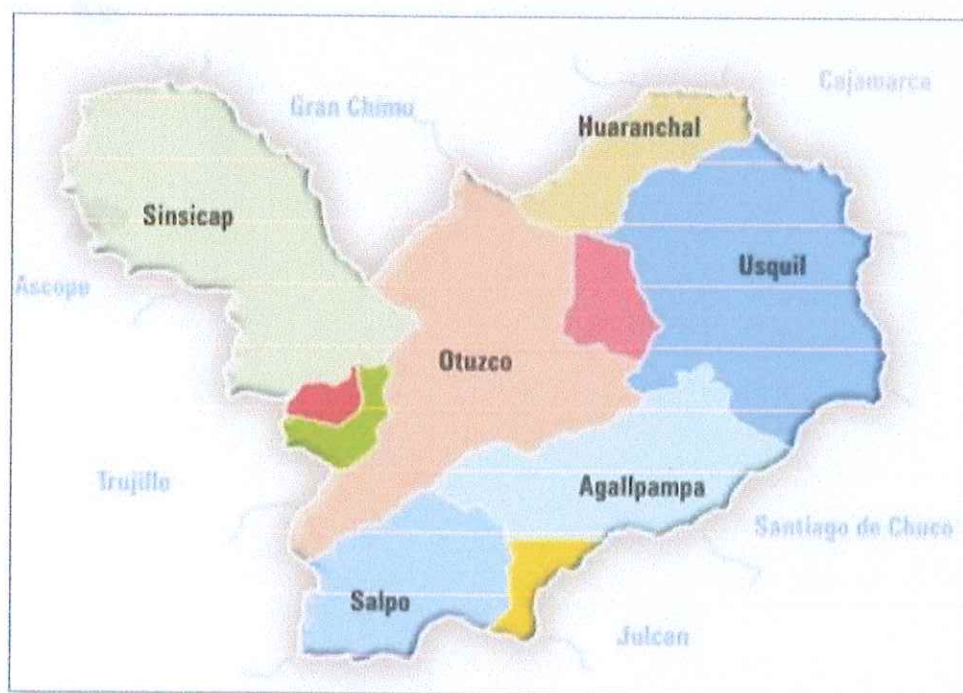 Cajamarca
Gran Chimu
Huaranchal
Sinsicap
Usquil
Ascope
Otuzco
Trujillo
Agallpampa
Santiago de Chuco
Salpo
Julcan